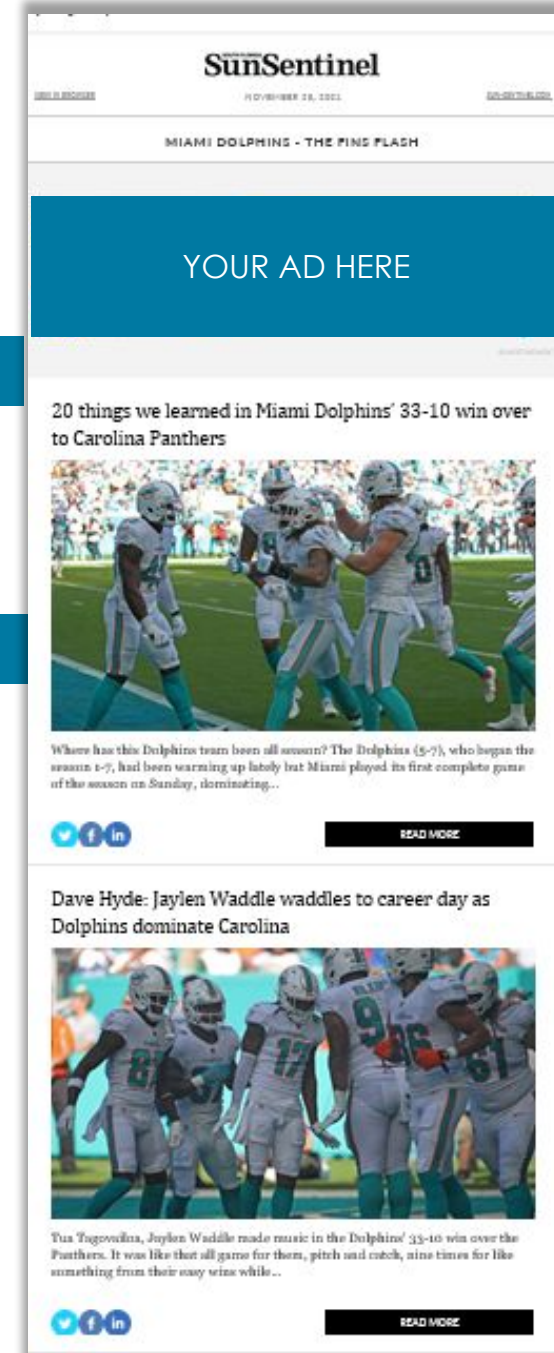 SunSentinel
VIEW IN BROWSER
NOVEMBER 28, 2021
SUN-SENTINEL.COM
MIAMI DOLPHINS - THE FINS FLASH
YOUR AD HERE
20 things we learned in Miami Dolphins' 33-10 win over
to Carolina Panthers
Where has this Dolphins team been all season? The Dolphins (5-7), who began the
season 1-7, had been warming up lately but Miami played its first complete game
of the season on Sunday, dominating...
READ MORE
Dave Hyde: Jaylen Waddle waddles to career day as
Dolphins dominate Carolina
Tua Tagovailoa, Jaylen Waddle made music in the Dolphins' 33-10 win over the
Panthers. It was like that all game for them, pitch and catch, nine times for like
something from their easy wins while...
READ MORE